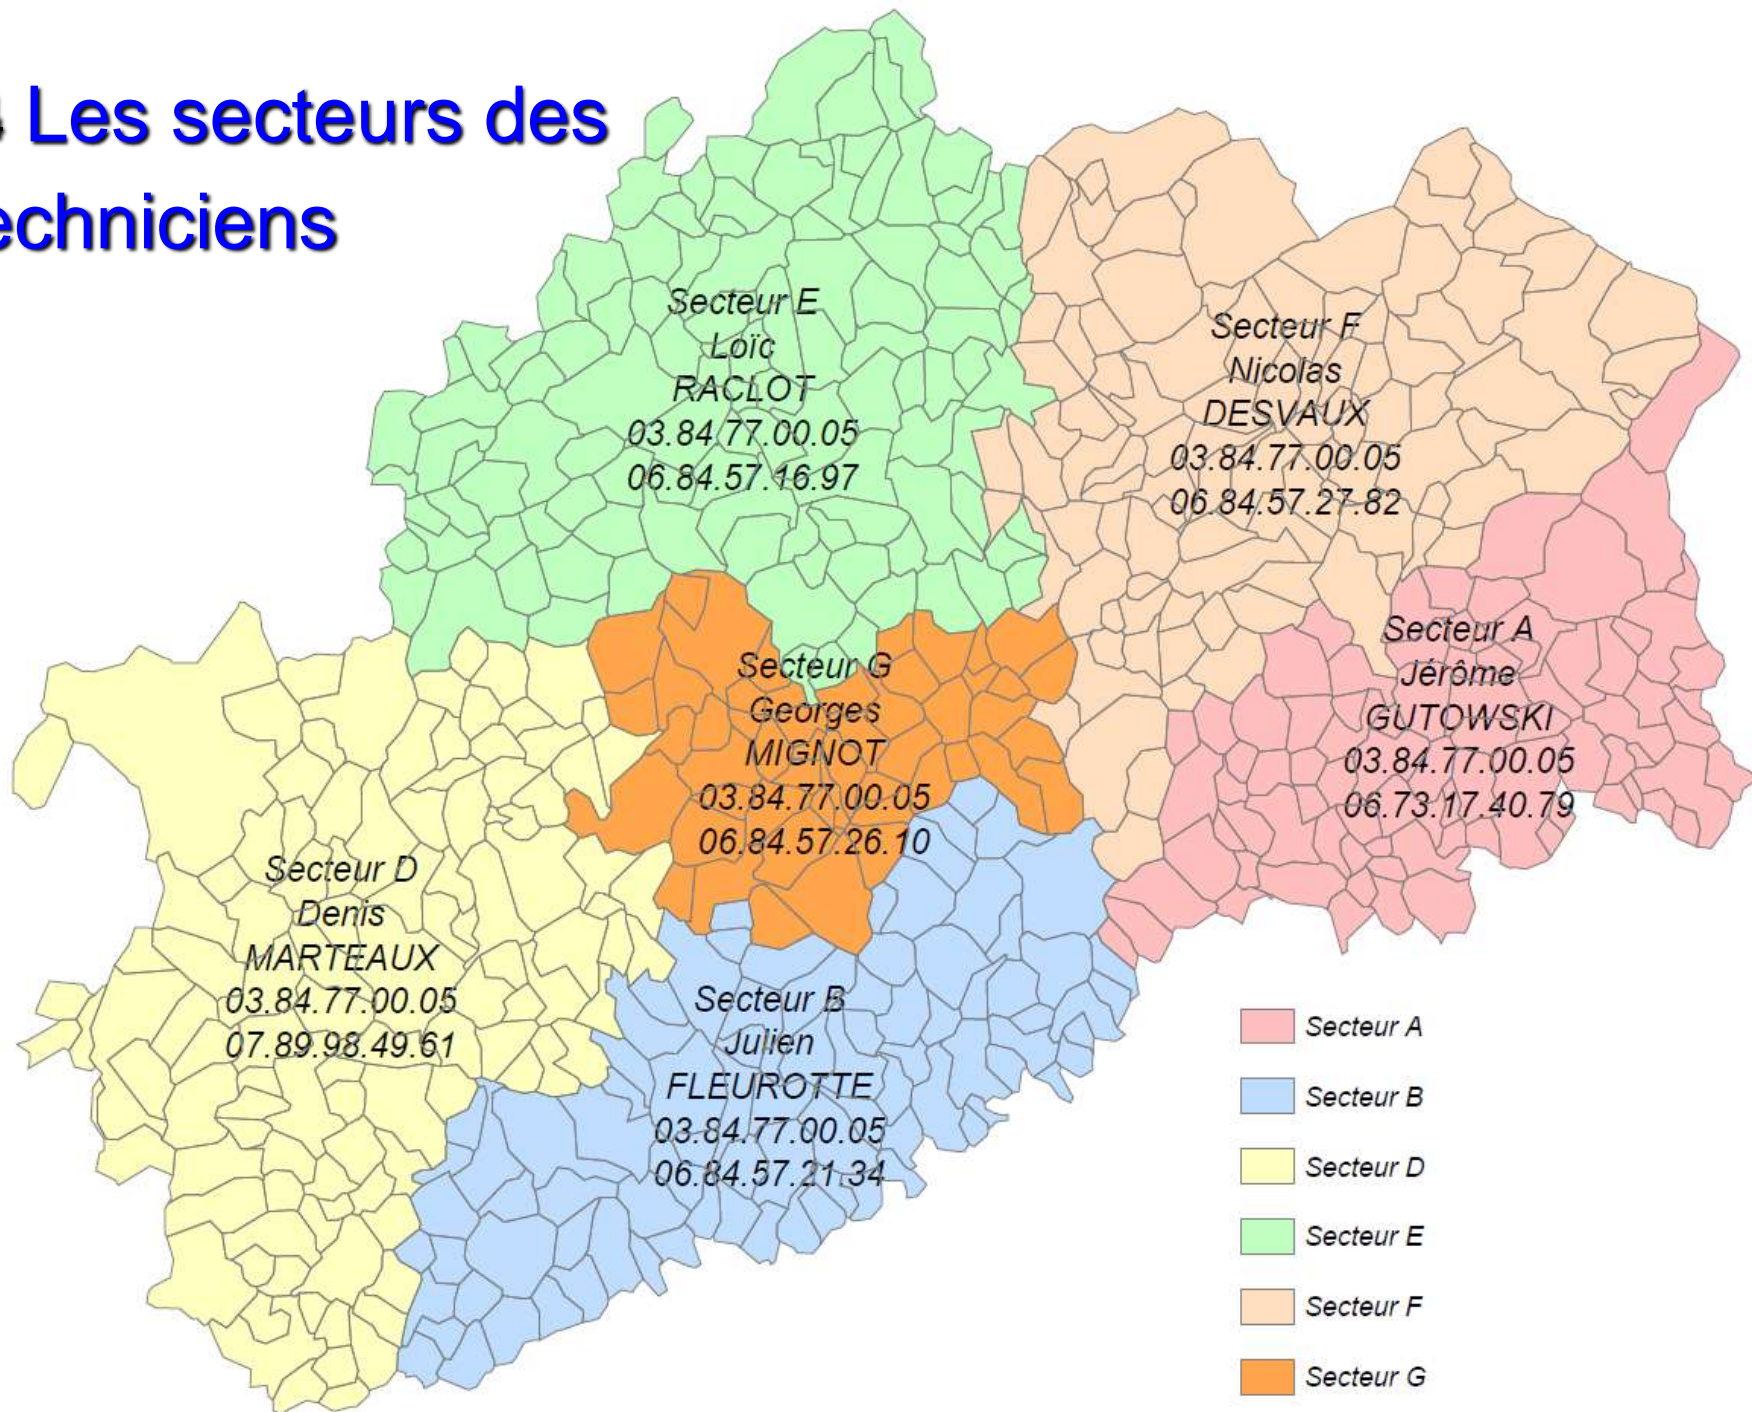 Les secteurs des
echniciens
Secteur E
Loïc
RACLOT
03.84.77.00.05
06.84.57.16.97
Secteur F
Nicolas
DESVAUX
03.84.77.00.05
06.84.57.27.82
Secteur A
Jérôme
GUTOWSKI
03.84.77.00.05
06.73.17.40.79
Secteur G
Georges
MIGNOT
03.84.77.00.05
06.84.57.26.10
Secteur D
Denis
MARTEAUX
03.84.77.00.05
07.89.98.49.61
Secteur B
Julien
FLEUROTTE
03.84.77.00.05
06.84.57.21.34
Secteur A
Secteur B
Secteur D
Secteur E
Secteur F
Secteur G